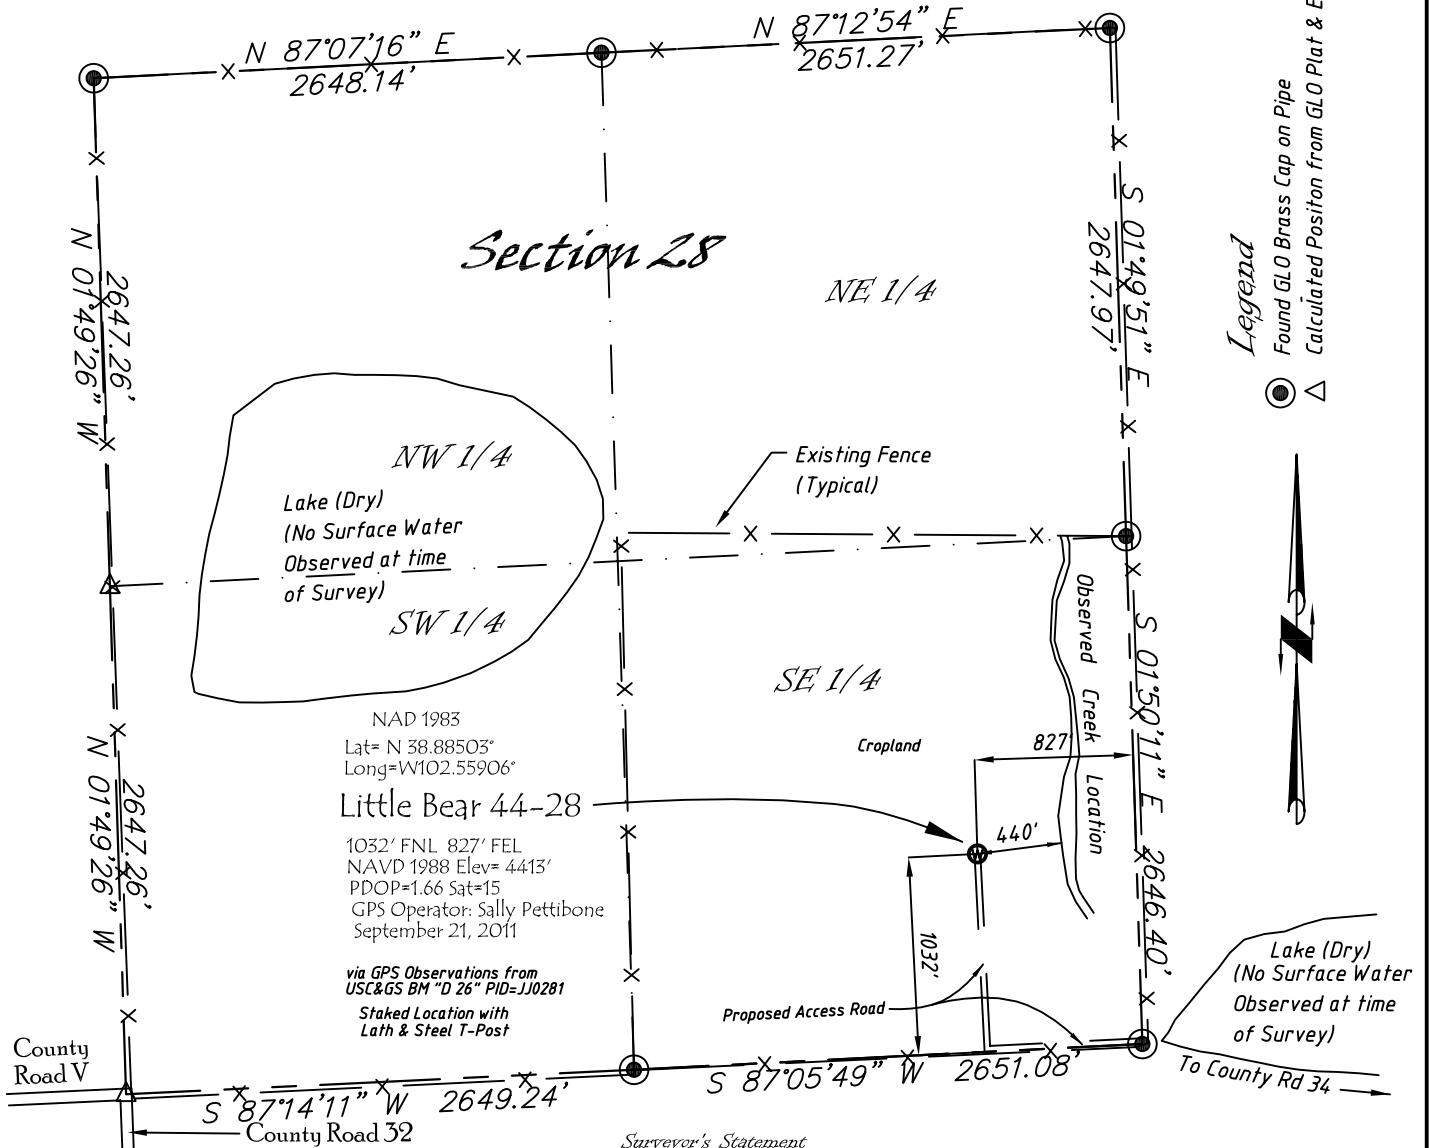 N 87°07'16" E
2648.14'
N 87°12'54" E
2651.27'
Section 28
NE 1/4
N 01°49'26" W
2647.26'
S 01°49'51" E
2647.97'
Legend
Found GLO Brass Cap on Pipe
Calculated Positon from GLO Plat &
NW 1/4
Lake (Dry)
(No Surface Water
Observed at time
of Survey)
SW 1/4
Existing Fence
(Typical)
Observed Creek Location
SE 1/4
S 01°50'11" E 2646.40'
NAD 1983
Lat= N 38.88503°
Long=W102.55906°
Little Bear 44-28
1032' FNL 827' FEL
NAVD 1988 Elev= 4413'
PDOP=1.66 Sat=15
GPS Operator: Sally Pettibone
September 21, 2011
via GPS Observations from
USC&GS BM "D 26" PID=JJ0281
Staked Location with
Lath & Steel T-Post
Cropland
827'
W
440'
1032'
Proposed Access Road
N 01°49'26" W
2647.26'
Lake (Dry)
(No Surface Water
Observed at time
of Survey)
To County Rd 34
County
Road V
S 87°14'11" W 2649.24'
S 87°05'49" W 2651.08'
County Road 32
Surveyor's Statement